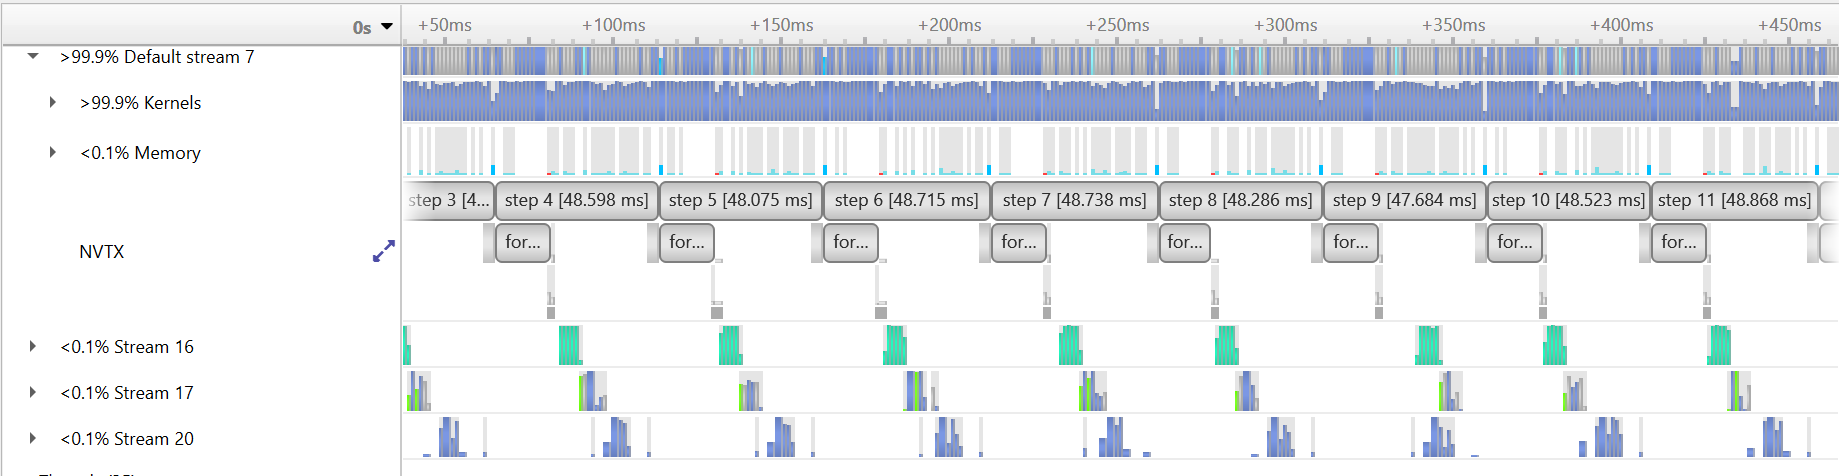 0s +50ms +100ms +150ms +200ms +250ms +300ms +350ms +400ms +450ms
>99.9% Default stream 7
>99.9% Kernels
<0.1% Memory
step 3 [4... step 4 [48.598 ms] step 5 [48.075 ms] step 6 [48.715 ms] step 7 [48.738 ms] step 8 [48.286 ms] step 9 [47.684 ms] step 10 [48.523 ms] step 11 [48.868 ms]
for... for... for... for... for... for... for... for...
NVTX
<0.1% Stream 16
<0.1% Stream 17
<0.1% Stream 20